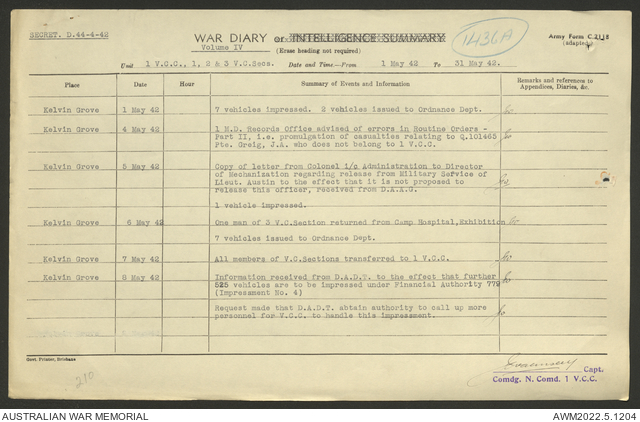 SECRET. D.44-4-42
WAR DIARY or INTELLIGENCE SUMMARY
Volume IV
(Erase heading not required)
1436A
Army Form C.2118
(adapted)
Unit 1 V.C.C., 1, 2 & 3 V.C.Secs. Date and Time.—From 1 May 42 To 31 May 42.
Place Date Hour Summary of Events and Information Remarks and references to
Appendices, Diaries, &c.
Kelvin Grove 1 May 42 7 vehicles impressed. 2 vehicles issued to Ordnance Dept.
Kelvin Grove 4 May 42 1 M.D. Records Office advised of errors in Routine Orders -
Part II, i.e. promulgation of casualties relating to Q.101465
Pte. Greig, J.A. who does not belong to 1 V.C.C.
Kelvin Grove 5 May 42 Copy of letter from Colonel i/c Administration to Director
of Mechanization regarding release from Military Service of
Lieut. Austin to the effect that it is not proposed to
release this officer, received from D.A.A.G.
1 vehicle impressed.
Kelvin Grove 6 May 42 One man of 3 V.C.Section returned from Camp Hospital, Exhibition
7 vehicles issued to Ordnance Dept.
Kelvin Grove 7 May 42 All members of V.C.Sections transferred to 1 V.C.C.
Kelvin Grove 8 May 42 Information received from D.A.D.T. to the effect that further
525 vehicles are to be impressed under Financial Authority 779
(Impressment No. 4)
Request made that D.A.D.T. obtain authority to call up more
personnel for V.C.C. to handle this impressment.
Govt. Printer, Brisbane
210
Capt.
Comdg. N. Comd. 1 V.C.C.
AUSTRALIAN WAR MEMORIAL
AWM2022.5.1204